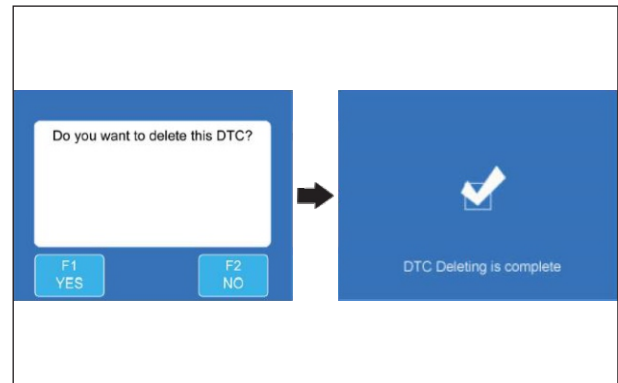 Do you want to delete this DTC?
F1
YES
F2
NO
DTC Deleting is complete